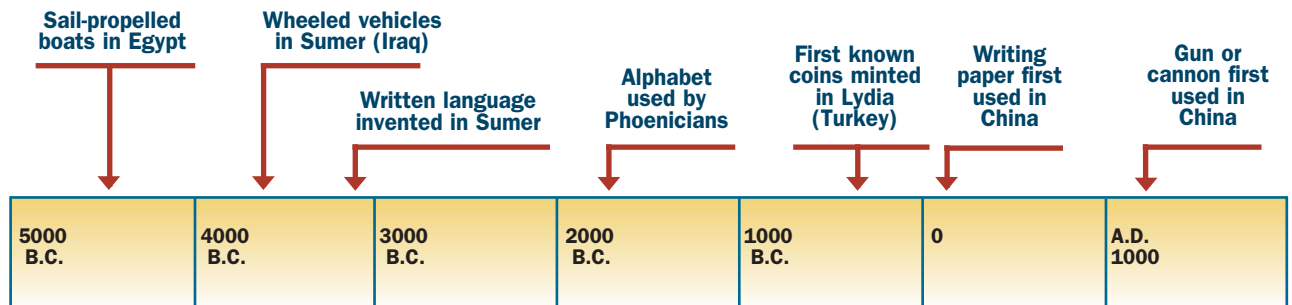 Sail-propelled
boats in Egypt
Wheeled vehicles
in Sumer (Iraq)
Written language
invented in Sumer
Alphabet
used by
Phoenicians
First known
coins minted
in Lydia
(Turkey)
Writing
paper first
used in
China
Gun or
cannon first
used in
China
5000
B.C.
4000
B.C.
3000
B.C.
2000
B.C.
1000
B.C.
0
A.D.
1000